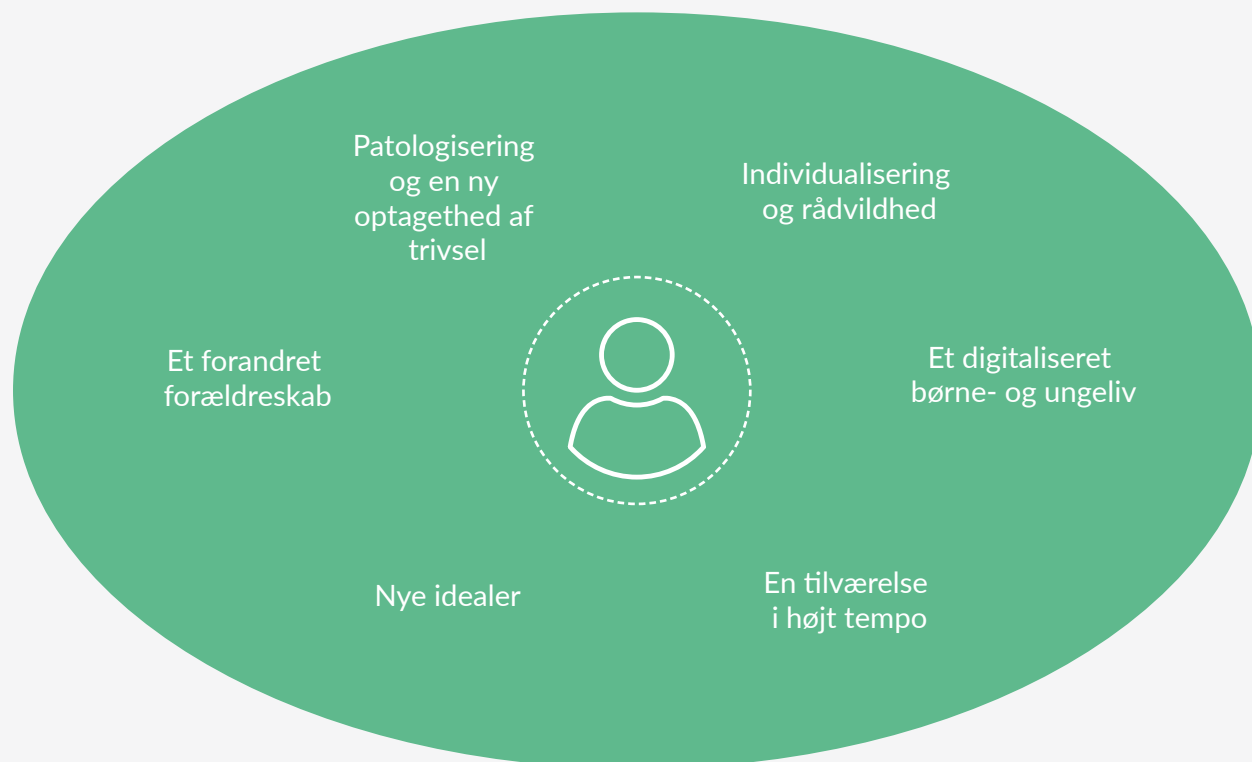 Patologisering
og en ny
optagethed af
trivsel
Individualisering
og rådvildhed
Et forandret
forældreskab
Et digitaliseret
børne- og ungeliv
Nye idealer
En tilværelse
i højt tempo